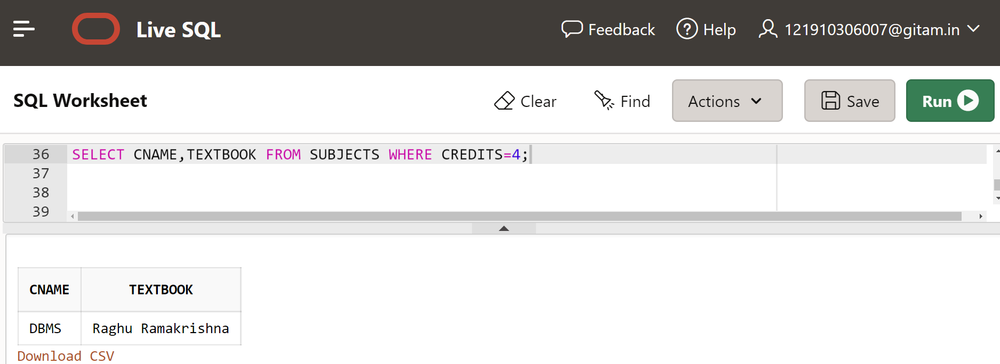 Live SQL
Feedback
Help
121910306007@gitam.in
SQL Worksheet
Clear
Find
Actions
Save
Run
36 SELECT CNAME,TEXTBOOK FROM SUBJECTS WHERE CREDITS=4;
37
38
39
CNAME TEXTBOOK
DBMS Raghu Ramakrishna
Download CSV